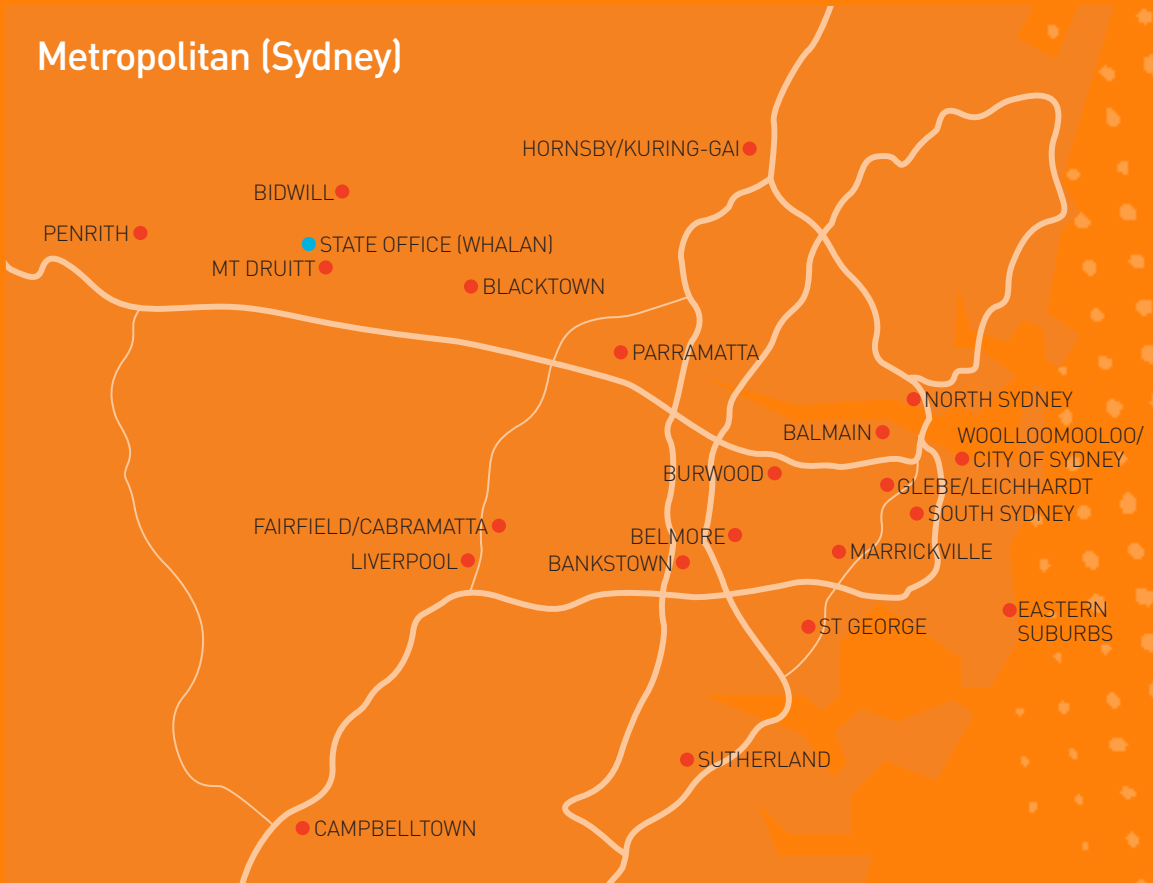 Metropolitan (Sydney)
HORNSBY/KURING-GAI
BIDWILL
PENRITH
STATE OFFICE (WHALAN)
MT DRUITT
BLACKTOWN
PARRAMATTA
NORTH SYDNEY
BALMAIN
WOOLLOOMOOLOO/
CITY OF SYDNEY
BURWOOD
GLEBE/LEICHHARDT
SOUTH SYDNEY
FAIRFIELD/CABRAMATTA
BELMORE
MARRICKVILLE
LIVERPOOL
BANKSTOWN
EASTERN
SUBURBS
ST GEORGE
SUTHERLAND
CAMPBELLTOWN